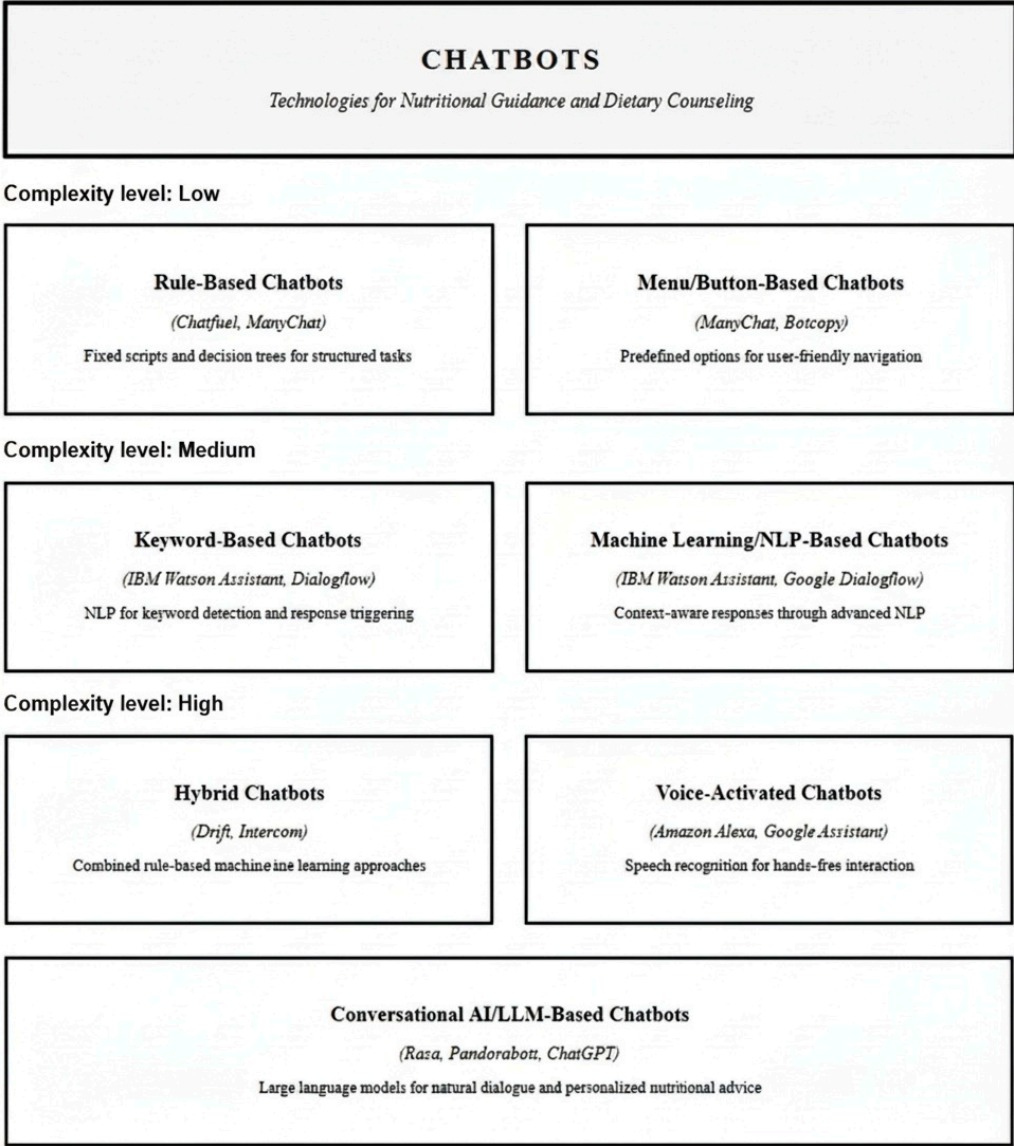 CHATBOTS
Technologies for Nutritional Guidance and Dietary Counseling
Complexity level: Low
Rule-Based Chatbots
(Chatfuel, ManyChat)
Fixed scripts and decision trees for structured tasks
Menu/Button-Based Chatbots
(ManyChat, Botcopy)
Predefined options for user-friendly navigation
Complexity level: Medium
Keyword-Based Chatbots
(IBM Watson Assistant, Dialogflow)
NLP for keyword detection and response triggering
Machine Learning/NLP-Based Chatbots
(IBM Watson Assistant, Google Dialogflow)
Context-aware responses through advanced NLP
Complexity level: High
Hybrid Chatbots
(Drift, Intercom)
Combined rule-based machine ine learning approaches
Voice-Activated Chatbots
(Amazon Alexa, Google Assistant)
Speech recognition for hands-fres interaction
Conversational AI/LLM-Based Chatbots
(Rasa, Pandorabott, ChatGPT)
Large language models for natural dialogue and personalized nutritional advice